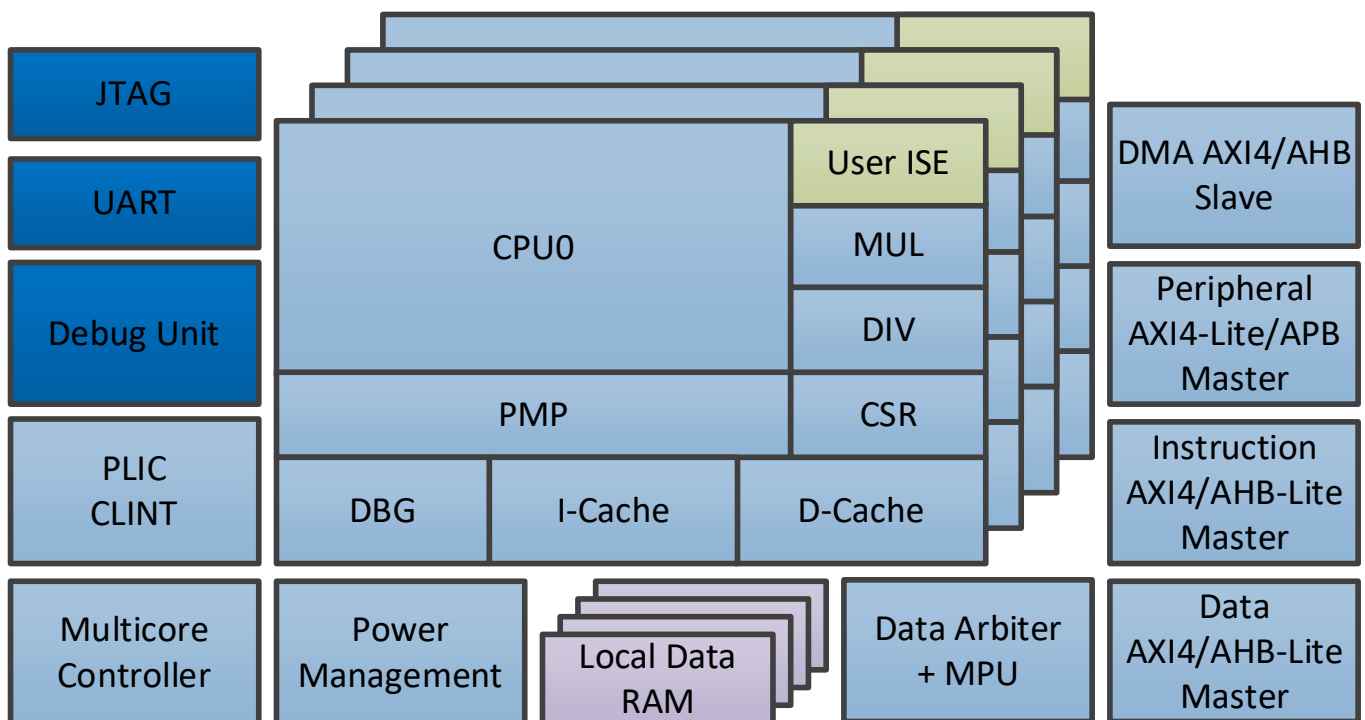 JTAG
UART
Debug Unit
PLIC
CLINT
Multicore
Controller
CPU0
User ISE
MUL
DIV
PMP
CSR
DBG
I-Cache
D-Cache
Power
Management
Local Data
RAM
Data Arbiter
+ MPU
DMA AXI4/AHB
Slave
Peripheral
AXI4-Lite/APB
Master
Instruction
AXI4/AHB-Lite
Master
Data
AXI4/AHB-Lite
Master